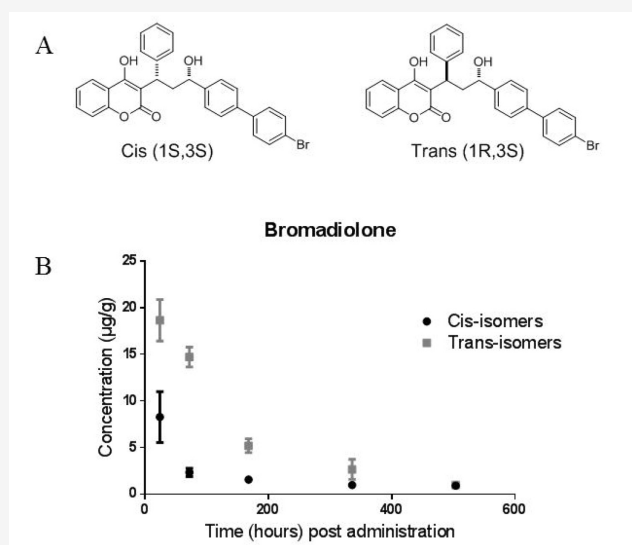 A
OH
OH
O
O
Br
Cis (1S,3S)
OH
OH
O
O
Br
Trans (1R,3S)
Bromadiolone
B
25
20
15
10
5
0
Concentration (µg/g)
Cis-isomers
Trans-isomers
0
200
400
600
Time (hours) post administration